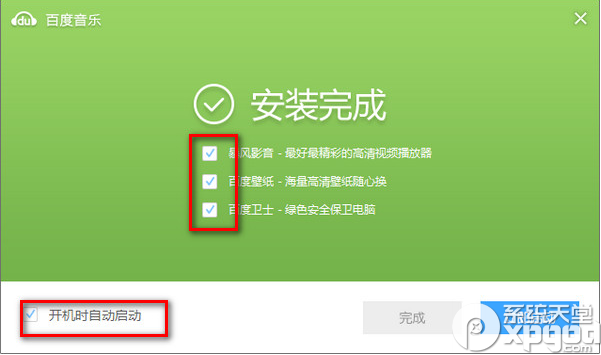 du 百度音乐
安装完成
暴风影音 - 最好最精彩的高清视频播放器
百度壁纸 - 海量高清壁纸随心换
百度卫士 - 绿色安全保卫电脑
开机时自动启动
完成
系统天堂
xpgod.com